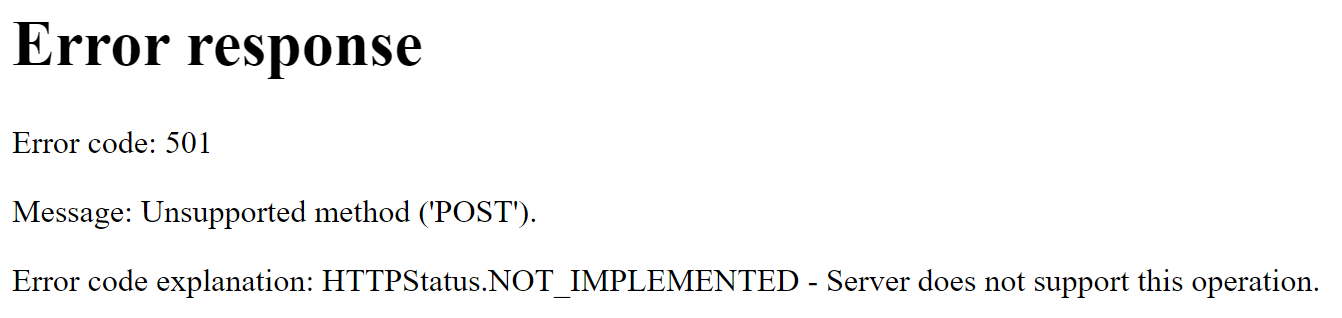 Error response
Error code: 501
Message: Unsupported method ('POST').
Error code explanation: HTTPStatus.NOT_IMPLEMENTED - Server does not support this operation.